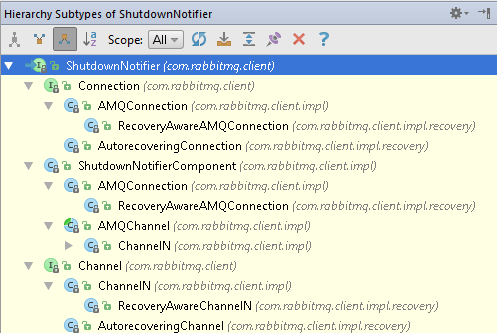 Hierarchy Subtypes of ShutdownNotifier
Scope: All
ShutdownNotifier (com.rabbitmq.client)
Connection (com.rabbitmq.client)
AMQConnection (com.rabbitmq.client.impl)
RecoveryAwareAMQConnection (com.rabbitmq.client.impl.recovery)
AutorecoveringConnection (com.rabbitmq.client.impl.recovery)
ShutdownNotifierComponent (com.rabbitmq.client.impl)
AMQConnection (com.rabbitmq.client.impl)
RecoveryAwareAMQConnection (com.rabbitmq.client.impl.recovery)
AMQChannel (com.rabbitmq.client.impl)
ChannelN (com.rabbitmq.client.impl)
Channel (com.rabbitmq.client)
ChannelN (com.rabbitmq.client.impl)
RecoveryAwareChannelN (com.rabbitmq.client.impl.recovery)
AutorecoveringChannel (com.rabbitmq.client.impl.recovery)